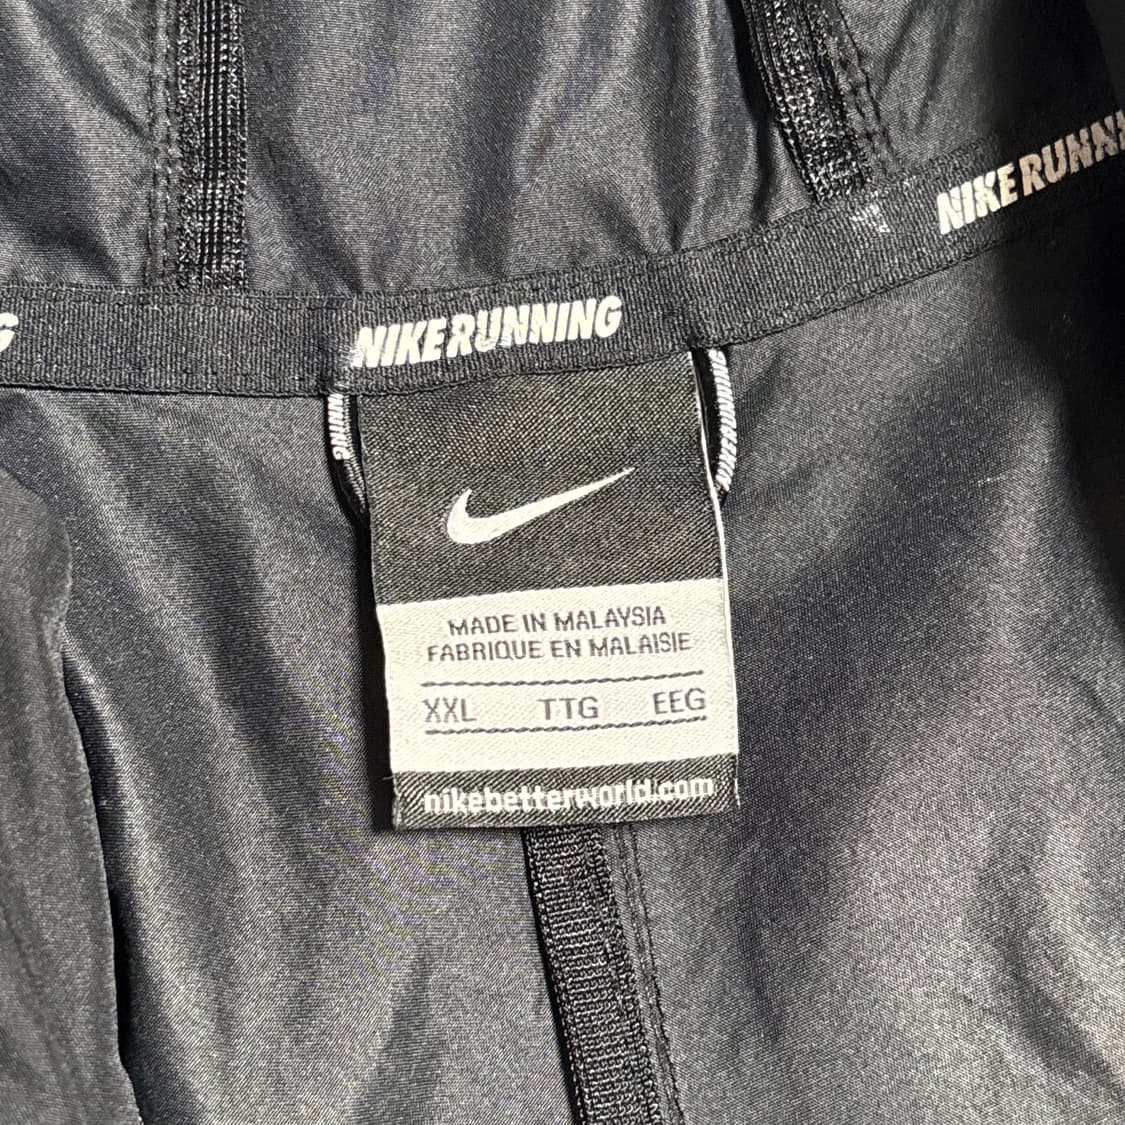 NIKE RUNNING
NIKE RUNNING
MADE IN MALAYSIA
FABRIQUE EN MALAISIE
XXL TTG EEG
nikebetterworld.com